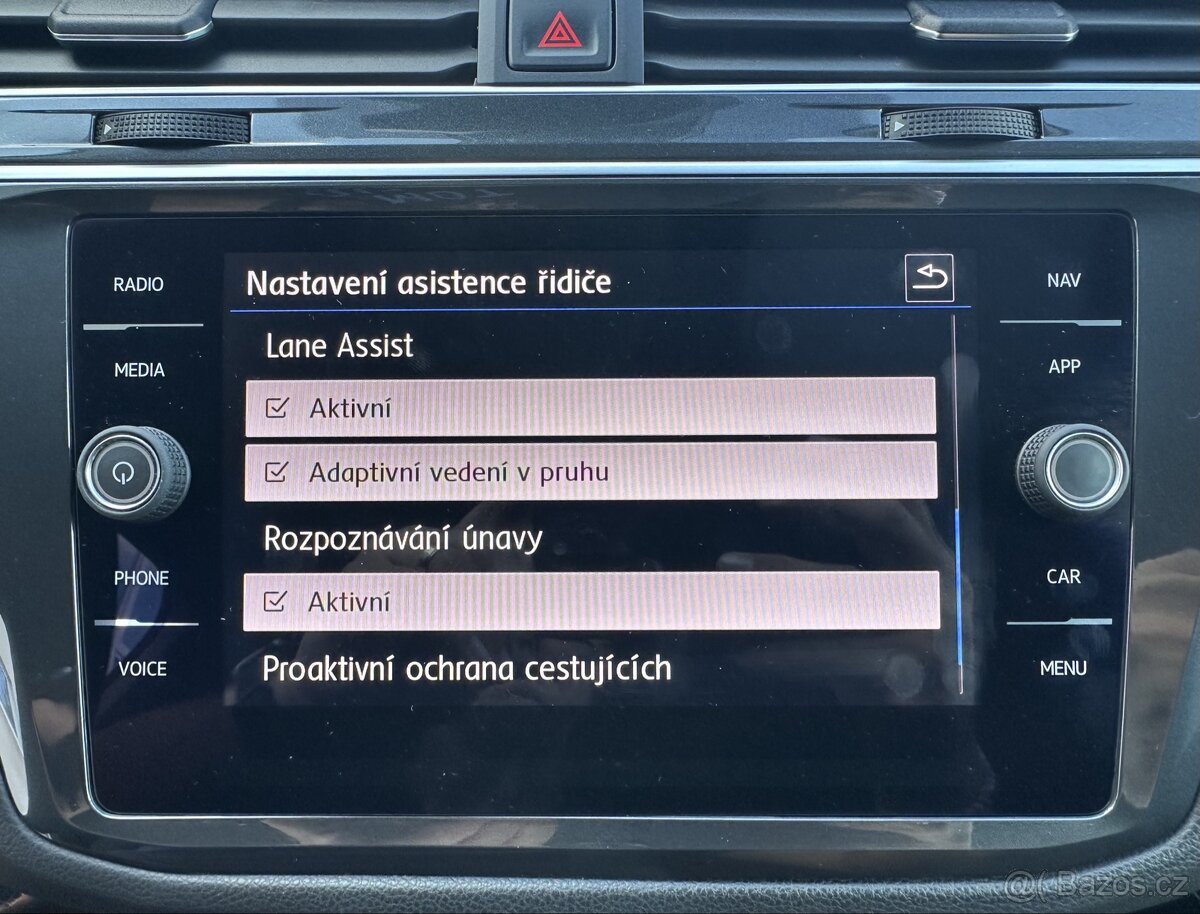 RADIO
MEDIA
PHONE
VOICE
Nastavení asistence řidiče
Lane Assist
Aktivní
Adaptivní vedení v pruhu
Rozpoznávání únavy
Aktivní
Proaktivní ochrana cestujících
NAV
APP
CAR
MENU
@( Bazos.cz